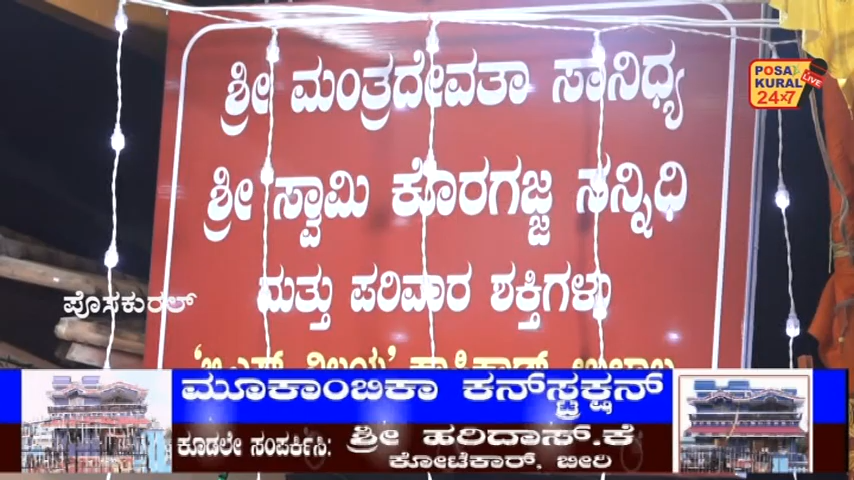 ಶ್ರೀ ಮಂತ್ರದೇವತಾ ಸಾನಿಧ್ಯ
POSA KURAL
24x7
LIVE
ಶ್ರೀ ಸ್ವಾಮಿ ಕೊರಗಜ್ಜ ಸನ್ನಿಧಿ
ಮತ್ತು ಪರಿವಾರ ಶಕ್ತಿಗಳು
ಪೊಸಕುರಲ್
ಮೂಕಾಂಬಿಕಾ ಕನ್‌ಸ್ಟ್ರಕ್ಷನ್
ಕೂಡಲೇ ಸಂಪರ್ಕಿಸಿ: ಶ್ರೀ ಹರಿದಾಸ್.ಕೆ
ಕೋಟೆಕಾರ್, ಬೀರಿ